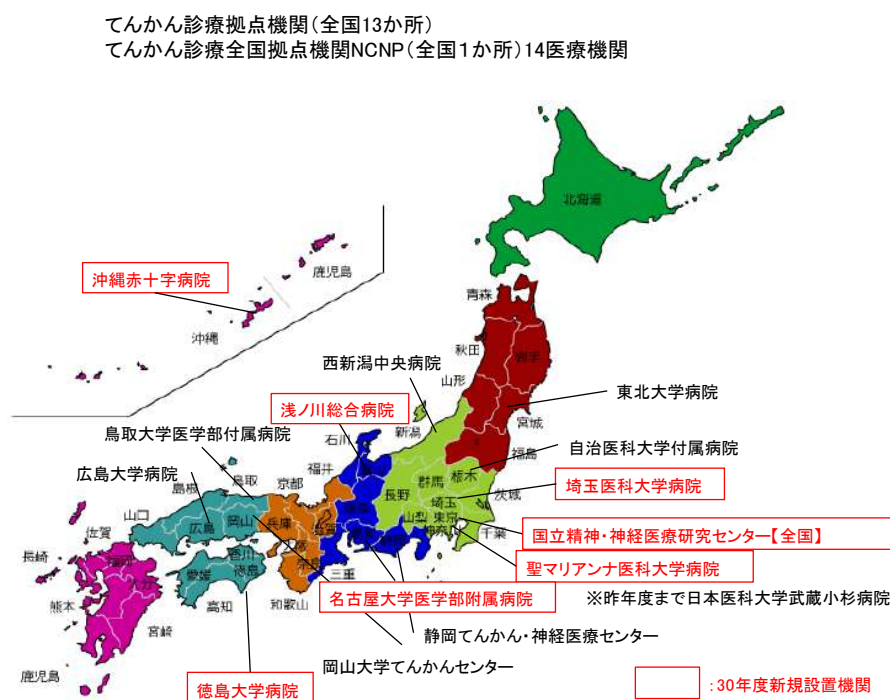 てんかん診療拠点機関(全国13か所)
てんかん診療全国拠点機関NCNP(全国１か所)14医療機関
北海道
鹿児島
沖縄赤十字病院
沖縄
青森
秋田
岩手
山形
西新潟中央病院
東北大学病院
宮城
浅ノ川総合病院
新潟
石川
鳥取大学医学部付属病院
福島
自治医科大学付属病院
広島大学病院
福井
栃木
群馬
鳥取
京都
島根
長野
埼玉
茨城
埼玉医科大学病院
山口
広島
岡山
兵庫
滋賀
山梨
東京
神奈川
千葉
国立精神・神経医療研究センター【全国】
佐賀
福岡
長崎
大分
香川
愛媛
徳島
奈良
三重
聖マリアンナ医科大学病院
高知
和歌山
名古屋大学医学部附属病院
※昨年度まで日本医科大学武蔵小杉病院
熊本
宮崎
静岡てんかん・神経医療センター
岡山大学てんかんセンター
鹿児島
徳島大学病院
：30年度新規設置機関